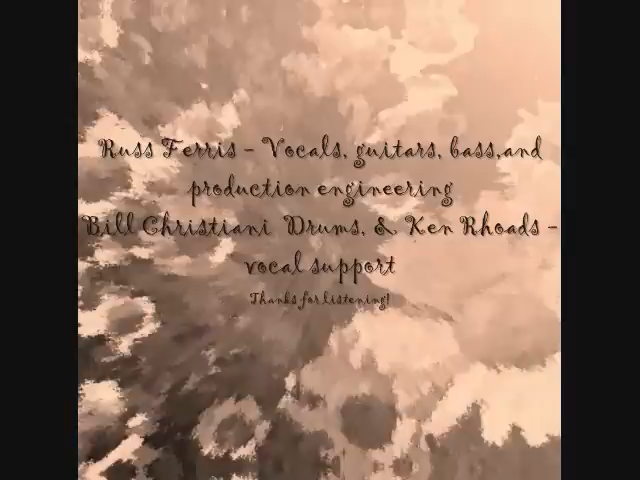 Russ Ferris - Vocals, guitars, bass,and
production engineering
Bill Christiani Drums, & Ken Rhoads -
vocal support
Thanks for listening!